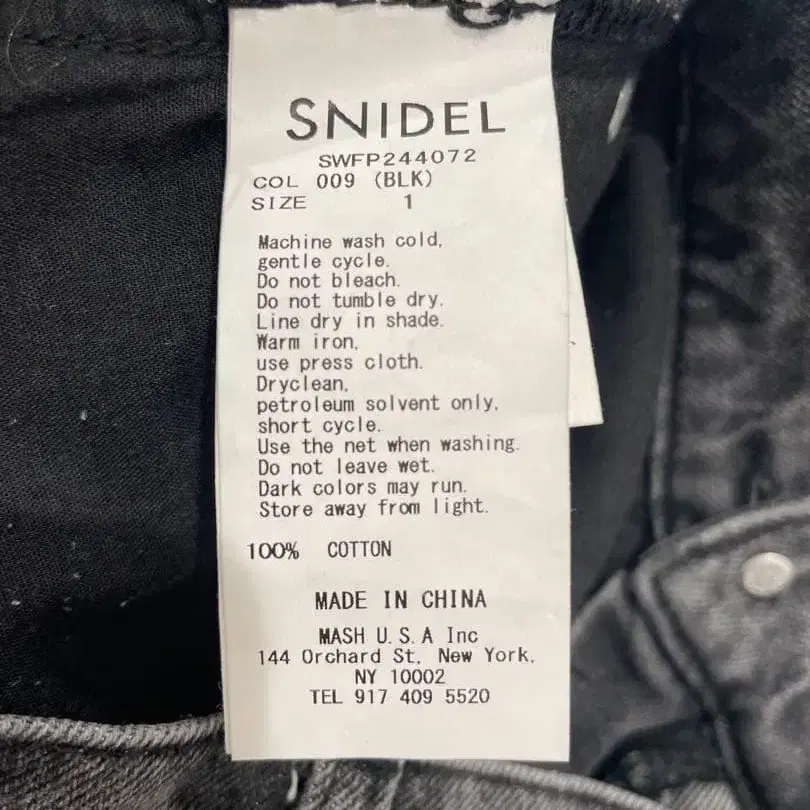 SNIDEL
SWFP244072
COL 009 (BLK)
SIZE 1
Machine wash cold,
gentle cycle.
Do not bleach.
Do not tumble dry.
Line dry in shade.
Warm iron,
use press cloth.
Dryclean,
petroleum solvent only,
short cycle.
Use the net when washing.
Do not leave wet.
Dark colors may run.
Store away from light.
100% COTTON
MADE IN CHINA
MASH U.S.A Inc
144 Orchard St, New York,
NY 10002
TEL 917 409 5520